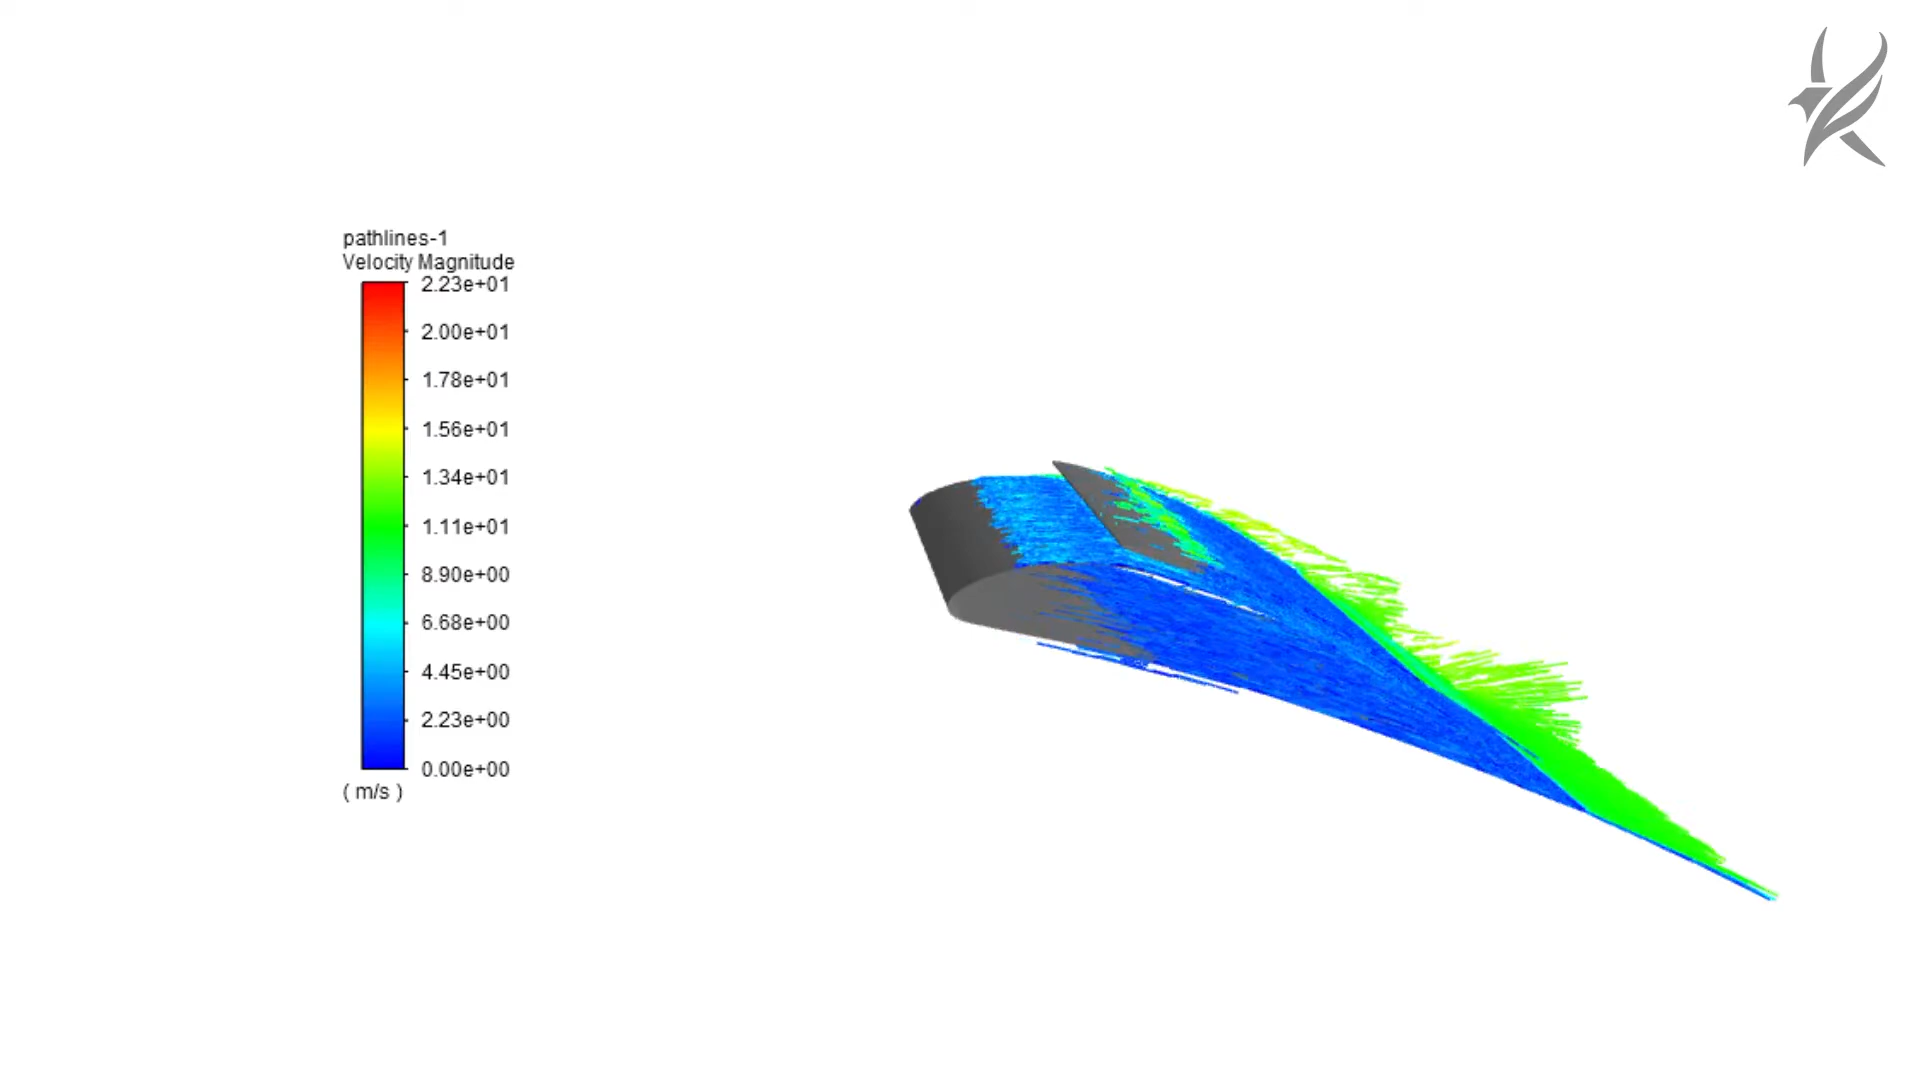 pathlines-1
Velocity Magnitude
2.23e+01
2.00e+01
1.78e+01
1.56e+01
1.34e+01
1.11e+01
8.90e+00
6.68e+00
4.45e+00
2.23e+00
0.00e+00
( m/s )